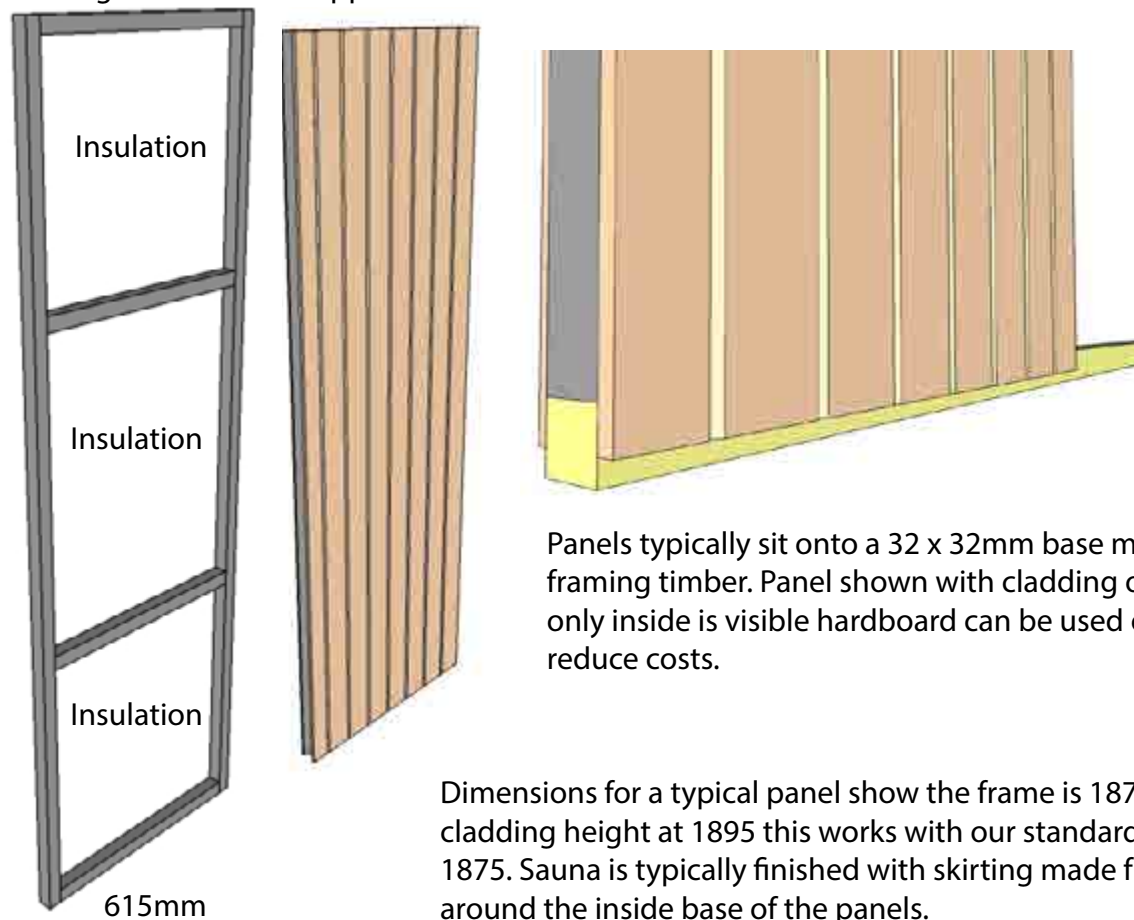 Insulation
Insulation
Insulation
615mm
Panels typically sit onto a 32 x 32mm base m
framing timber. Panel shown with cladding
only inside is visible hardboard can be used
reduce costs.
Dimensions for a typical panel show the frame is 187
cladding height at 1895 this works with our standard
1875. Sauna is typically finished with skirting made f
around the inside base of the panels.